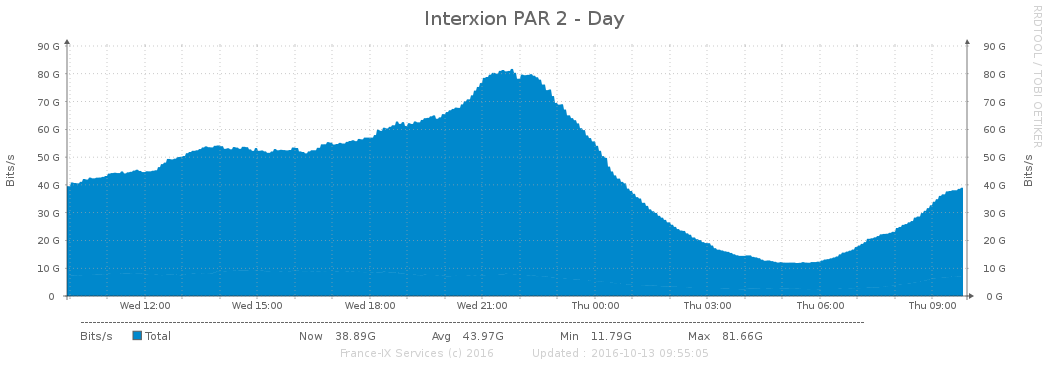 Interxion PAR 2 - Day
RRDTOOL / TOBI OETIKER
90 G 90 G
80 G 80 G
70 G 70 G
60 G 60 G
50 G 50 G
40 G 40 G
30 G 30 G
20 G 20 G
10 G 10 G
0 0 G
Bits/s
Bits/s
Wed 12:00 Wed 15:00 Wed 18:00 Wed 21:00 Thu 00:00 Thu 03:00 Thu 06:00 Thu 09:00
Bits/s Total Now 38.89G Avg 43.97G Min 11.79G Max 81.66G
France-IX Services (c) 2016 Updated : 2016-10-13 09:55:05